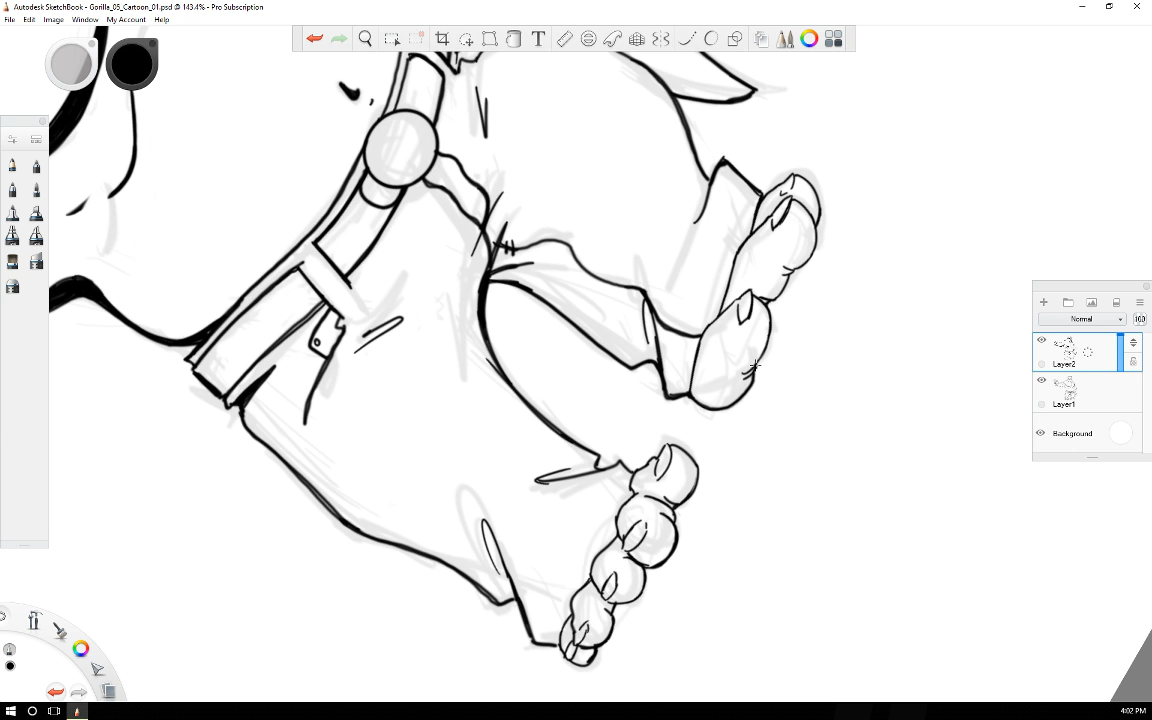 Autodesk SketchBook - Gorilla_05_Cartoon_01.psd @ 143.4% - Pro Subscription
File Edit Image Window My Account Help
T
Normal 100
Layer2
Layer1
Background
4:02 PM